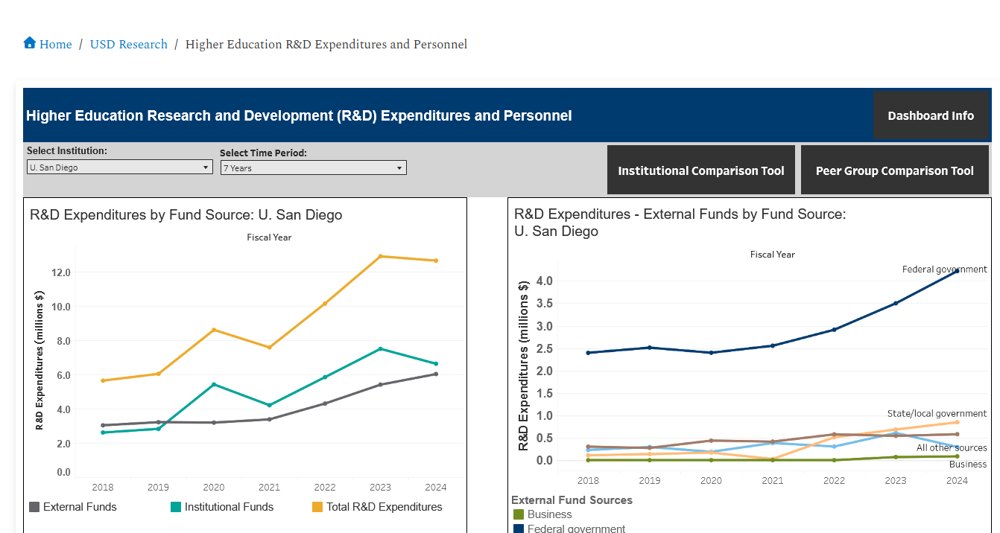 Home / USD Research / Higher Education R&D Expenditures and Personnel
Higher Education Research and Development (R&D) Expenditures and Personnel
Dashboard Info
Select Institution:
U. San Diego
Select Time Period:
7 Years
Institutional Comparison Tool
Peer Group Comparison Tool
R&D Expenditures by Fund Source: U. San Diego
Fiscal Year
R&D Expenditures (millions $)
12.0
10.0
8.0
6.0
4.0
2.0
0.0
2018 2019 2020 2021 2022 2023 2024
External Funds
Institutional Funds
Total R&D Expenditures
R&D Expenditures - External Funds by Fund Source:
U. San Diego
Fiscal Year
R&D Expenditures (millions $)
4.0
3.5
3.0
2.5
2.0
1.5
1.0
0.5
0.0
Federal government
State/local government
All other sources
Business
2018 2019 2020 2021 2022 2023 2024
External Fund Sources
Business
Federal government